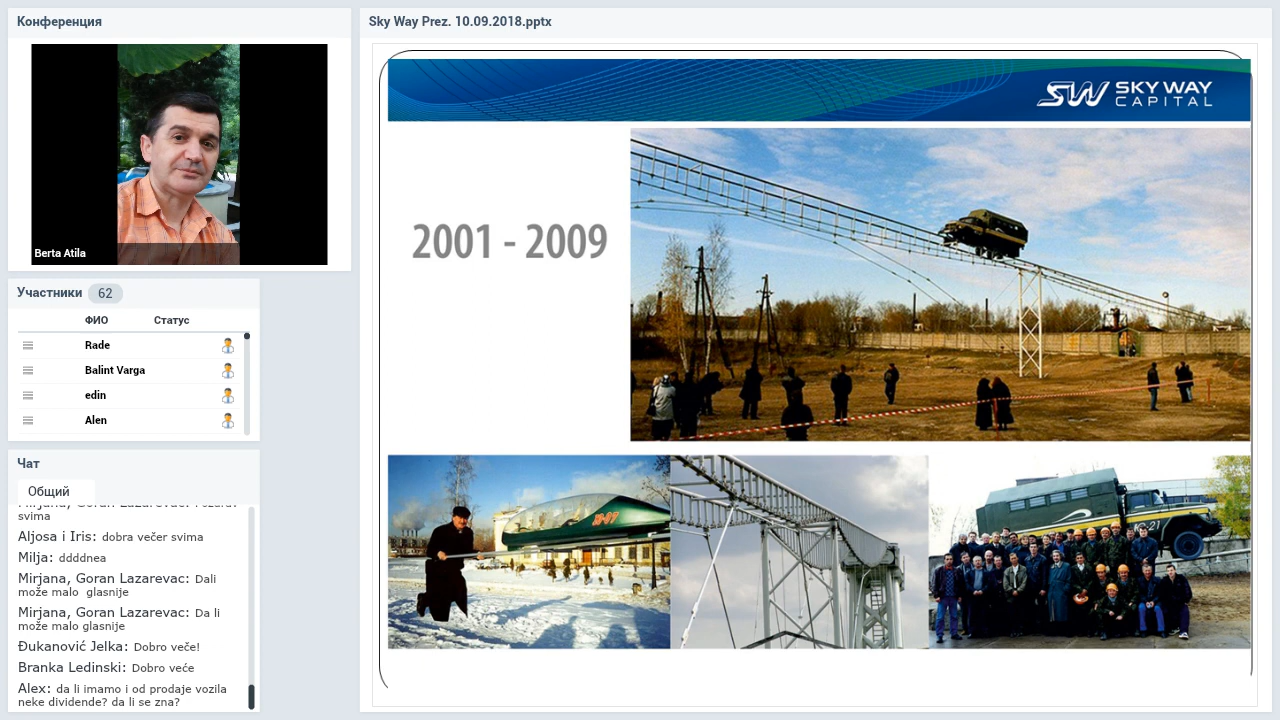 Конференция
Berta Atila
Участники 62
ФИО Статус
Rade
Balint Varga
edin
Alen
Чат
Общий
svima
Aljosa i Iris: dobra večer svima
Milja: ddddnea
Mirjana, Goran Lazarevac: Dali
može malo glasnije
Mirjana, Goran Lazarevac: Da li
može malo glasnije
Đukanović Jelka: Dobro veče!
Branka Ledinski: Dobro veće
Alex: da li imamo i od prodaje vozila
neke dividende? da li se zna?
Sky Way Prez. 10.09.2018.pptx
SW SKY WAY
CAPITAL
2001 - 2009